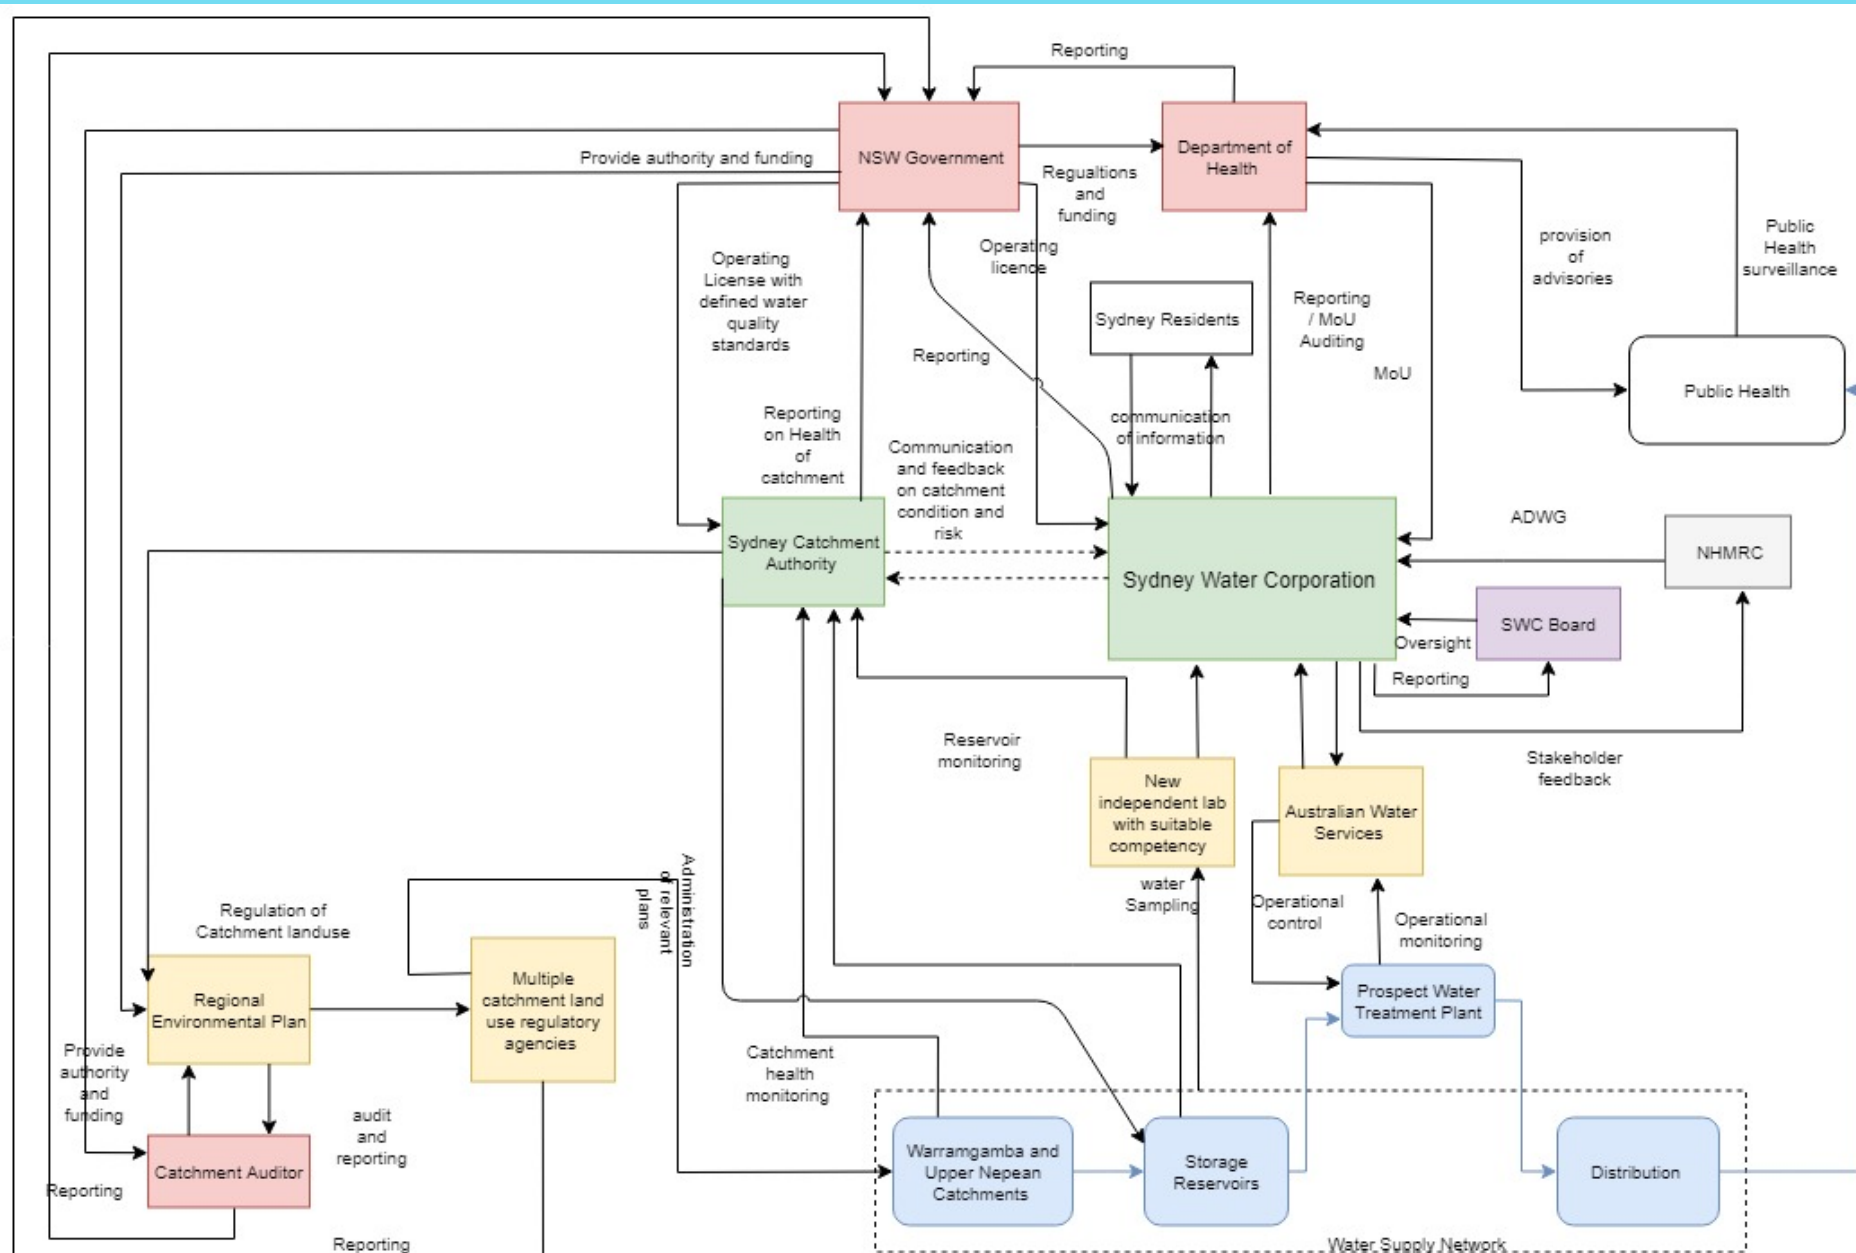 Reporting
NSW Government
Department of
Health
Provide authority and funding
Regualtions
and
funding
Operating
licence
Operating
License with
defined water
quality
standards
provision
of
advisories
Public
Health
surveillance
Sydney Residents
Reporting
/ MoU
Auditing
MoU
Reporting
Public Health
communication
of information
Reporting
on Health
of
catchment
Communication
and feedback
on catchment
condition and
risk
Sydney Catchment
Authority
Sydney Water Corporation
ADWG
NHMRC
SWC Board
Oversight
Reporting
Stakeholder
feedback
Reservoir
monitoring
New
independent lab
with suitable
competency
Australian Water
Services
water
Sampling
Operational
control
Operational
monitoring
Administration
of relevant
plans
Regulation of
Catchment landuse
Regional
Environmental Plan
Multiple
catchment land
use regulatory
agencies
Prospect Water
Treatment Plant
Provide
authority
and
funding
audit
and
reporting
Catchment
health
monitoring
Catchment Auditor
Reporting
Warramgamba and
Upper Nepean
Catchments
Storage
Reservoirs
Distribution
Reporting
Water Supply Network